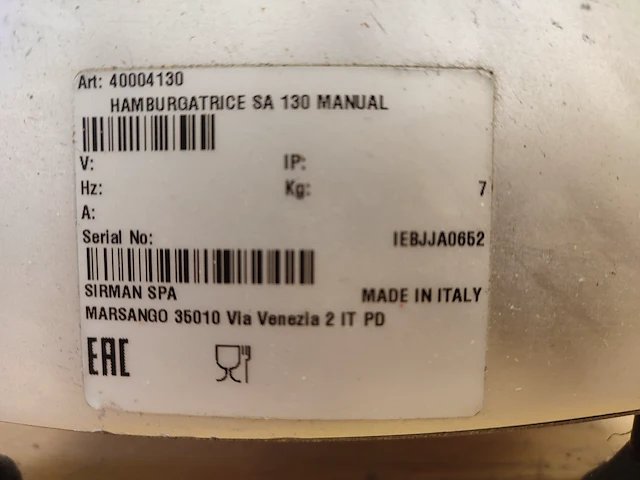 Art: 40004130
HAMBURGATRICE SA 130 MANUAL
V: IP:
Hz: Kg: 7
A:
Serial No: IEBJJA0652
SIRMAN SPA MADE IN ITALY
MARSANGO 35010 Via Venezia 2 IT PD
EAC